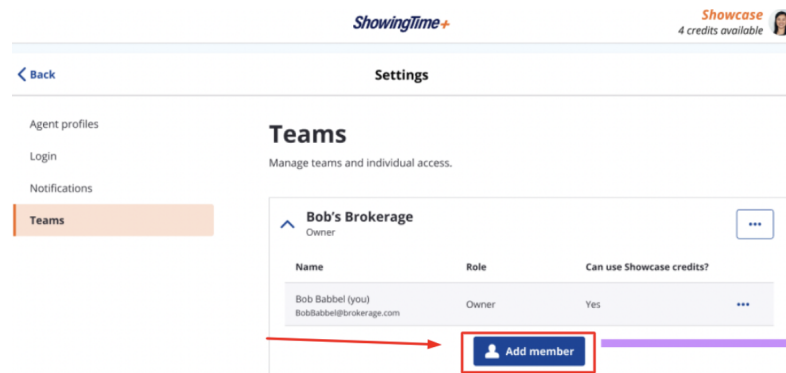 ShowingTime+
Showcase
4 credits available
Back
Settings
Agent profiles
Login
Notifications
Teams
Teams
Manage teams and individual access.
Bob's Brokerage
Owner
Name Role Can use Showcase credits?
Bob Babbel (you) Owner Yes
BobBabbel@brokerage.com
Add member